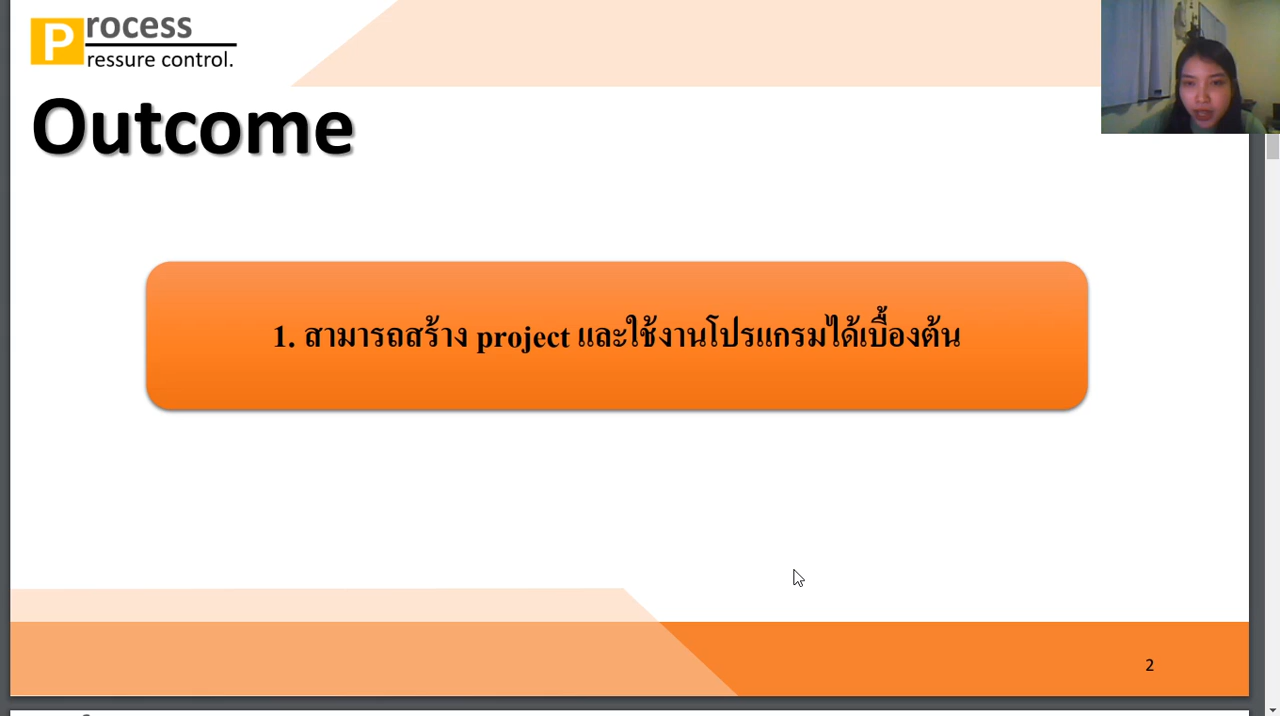 Process
Pressure control.
Outcome
1. สามารถสร้าง project และใช้งานโปรแกรมได้เบื้องต้น
2